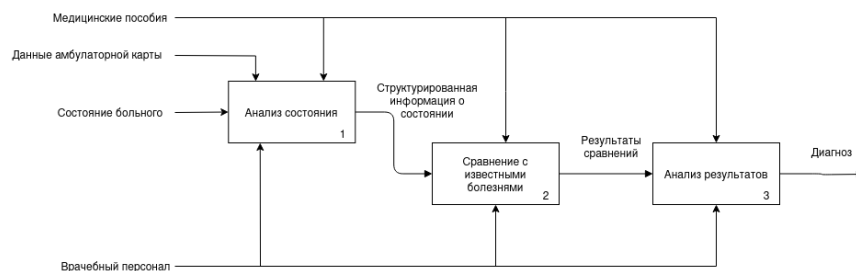 Медицинские пособия
Данные амбулаторной карты
Состояние больного
Анализ состояния
1
Структурированная
информация о
состоянии
Сравнение с
известными
болезнями
2
Результаты
сравнений
Анализ результатов
3
Диагноз
Врачебный персонал